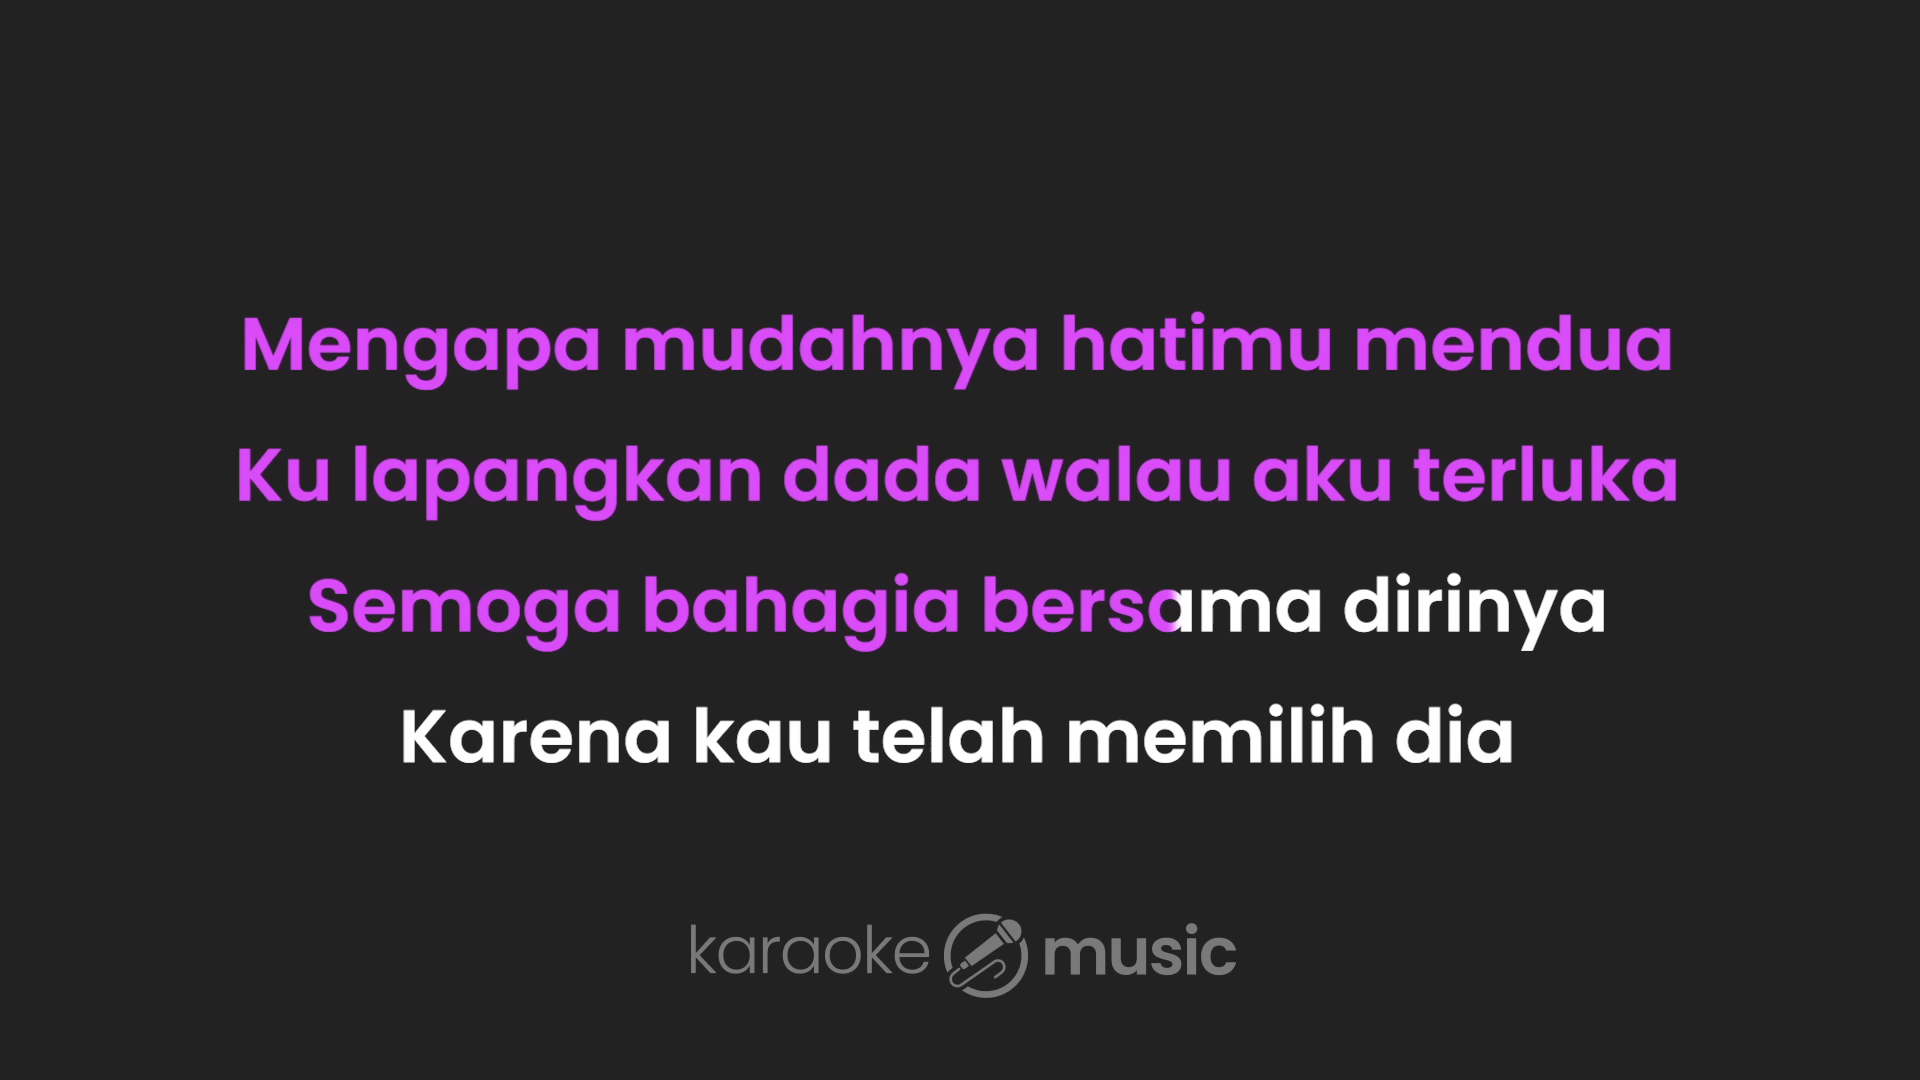 Mengapa mudahnya hatimu mendua
Ku lapangkan dada walau aku terluka
Semoga bahagia bersama dirinya
Karena kau telah memilih dia
karaoke music